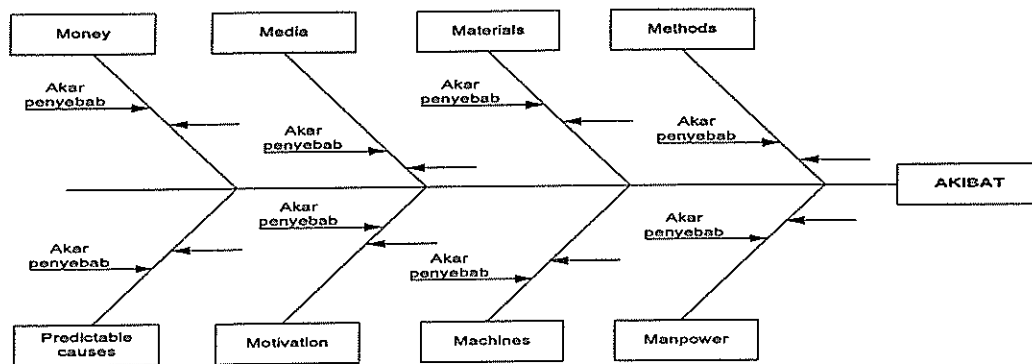 Money
Media
Materials
Methods
Akar
penyebab
Akar
penyebab
Akar
penyebab
Akar
penyebab
AKIBAT
Akar
penyebab
Akar
penyebab
Akar
penyebab
Akar
penyebab
Predictable
causes
Motivation
Machines
Manpower